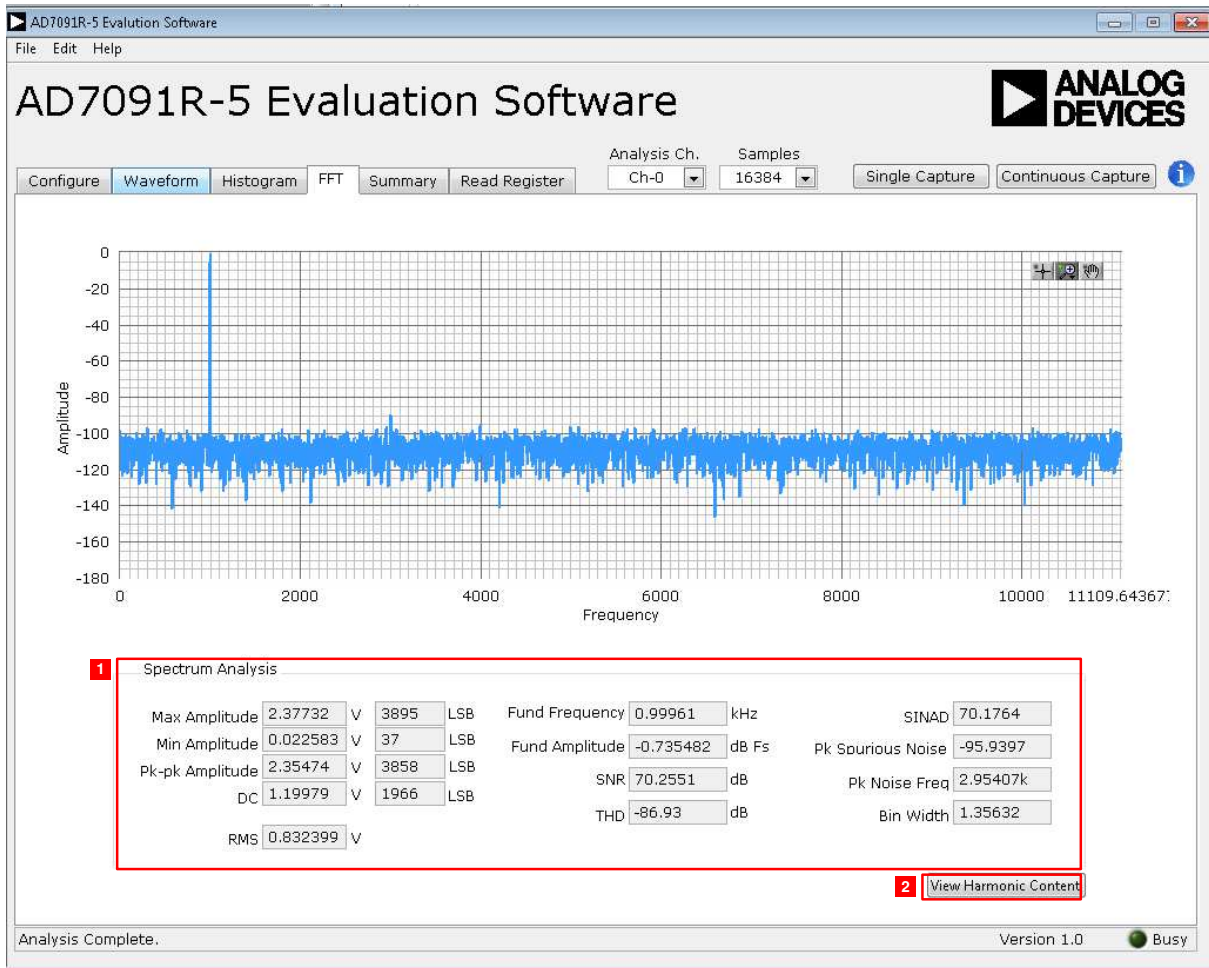 AD7091R-5 Evalution Software
File Edit Help
AD7091R-5 Evaluation Software
ANALOG
DEVICES
Analysis Ch. Samples
Configure Waveform Histogram FFT Summary Read Register Ch-0 16384 Single Capture Continuous Capture i
0
-20
-40
-60
-80
-100
-120
-140
-160
-180
Amplitude
0 2000 4000 6000 8000 10000 11109.64367
Frequency
1 Spectrum Analysis
Max Amplitude 2.37732 V 3895 LSB Fund Frequency 0.99961 kHz SINAD 70.1764
Min Amplitude 0.022583 V 37 LSB Fund Amplitude -0.735482 dB Fs Pk Spurious Noise -95.9397
Pk-pk Amplitude 2.35474 V 3858 LSB SNR 70.2551 dB Pk Noise Freq 2.95407k
DC 1.19979 V 1966 LSB THD -86.93 dB Bin Width 1.35632
RMS 0.832399 V
2 View Harmonic Content
Analysis Complete. Version 1.0 Busy